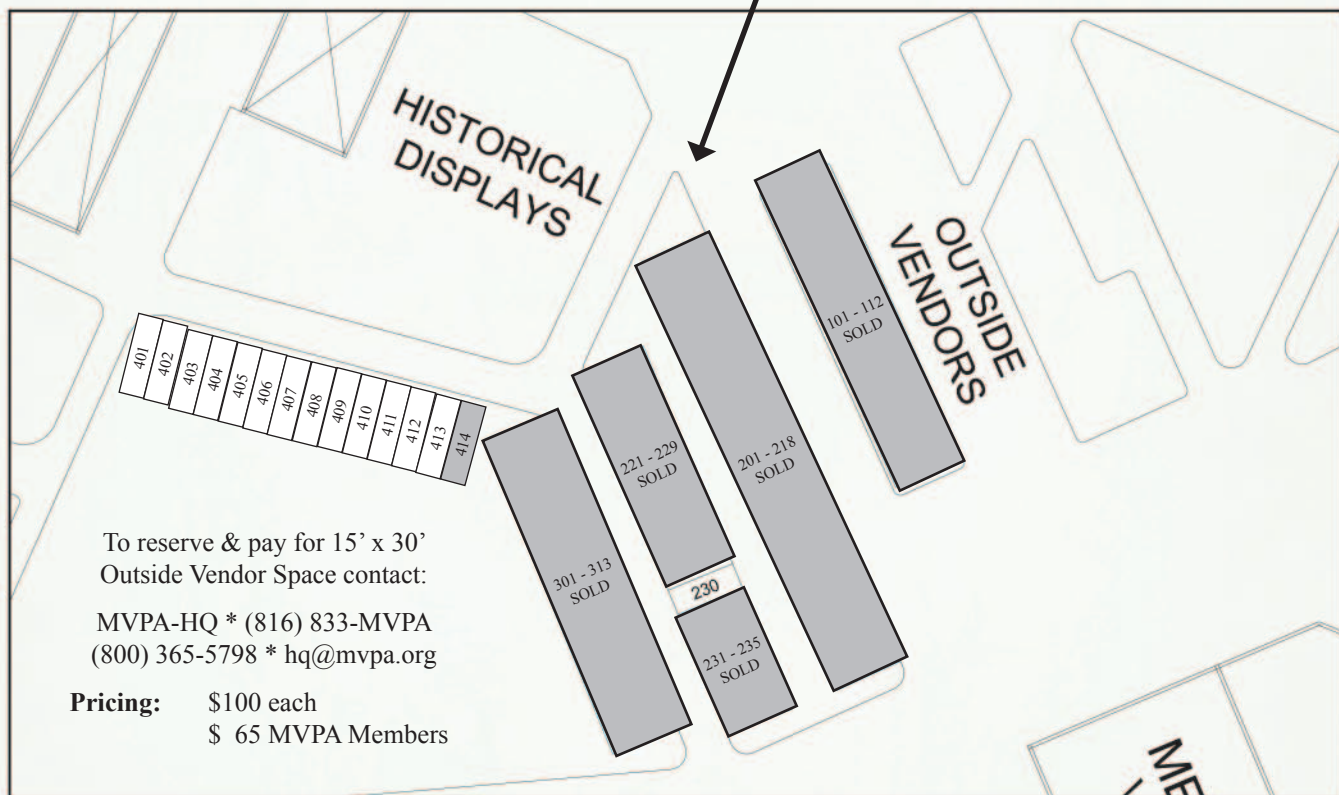 HISTORICAL
DISPLAYS
OUTSIDE
VENDORS
101 - 112
SOLD
201 - 218
SOLD
221 - 229
SOLD
230
231 - 235
SOLD
301 - 313
SOLD
401
402
403
404
405
406
407
408
409
410
411
412
413
414
To reserve & pay for 15’ x 30’
Outside Vendor Space contact:
MVPA-HQ * (816) 833-MVPA
(800) 365-5798 * hq@mvpa.org
Pricing: $100 each
$ 65 MVPA Members